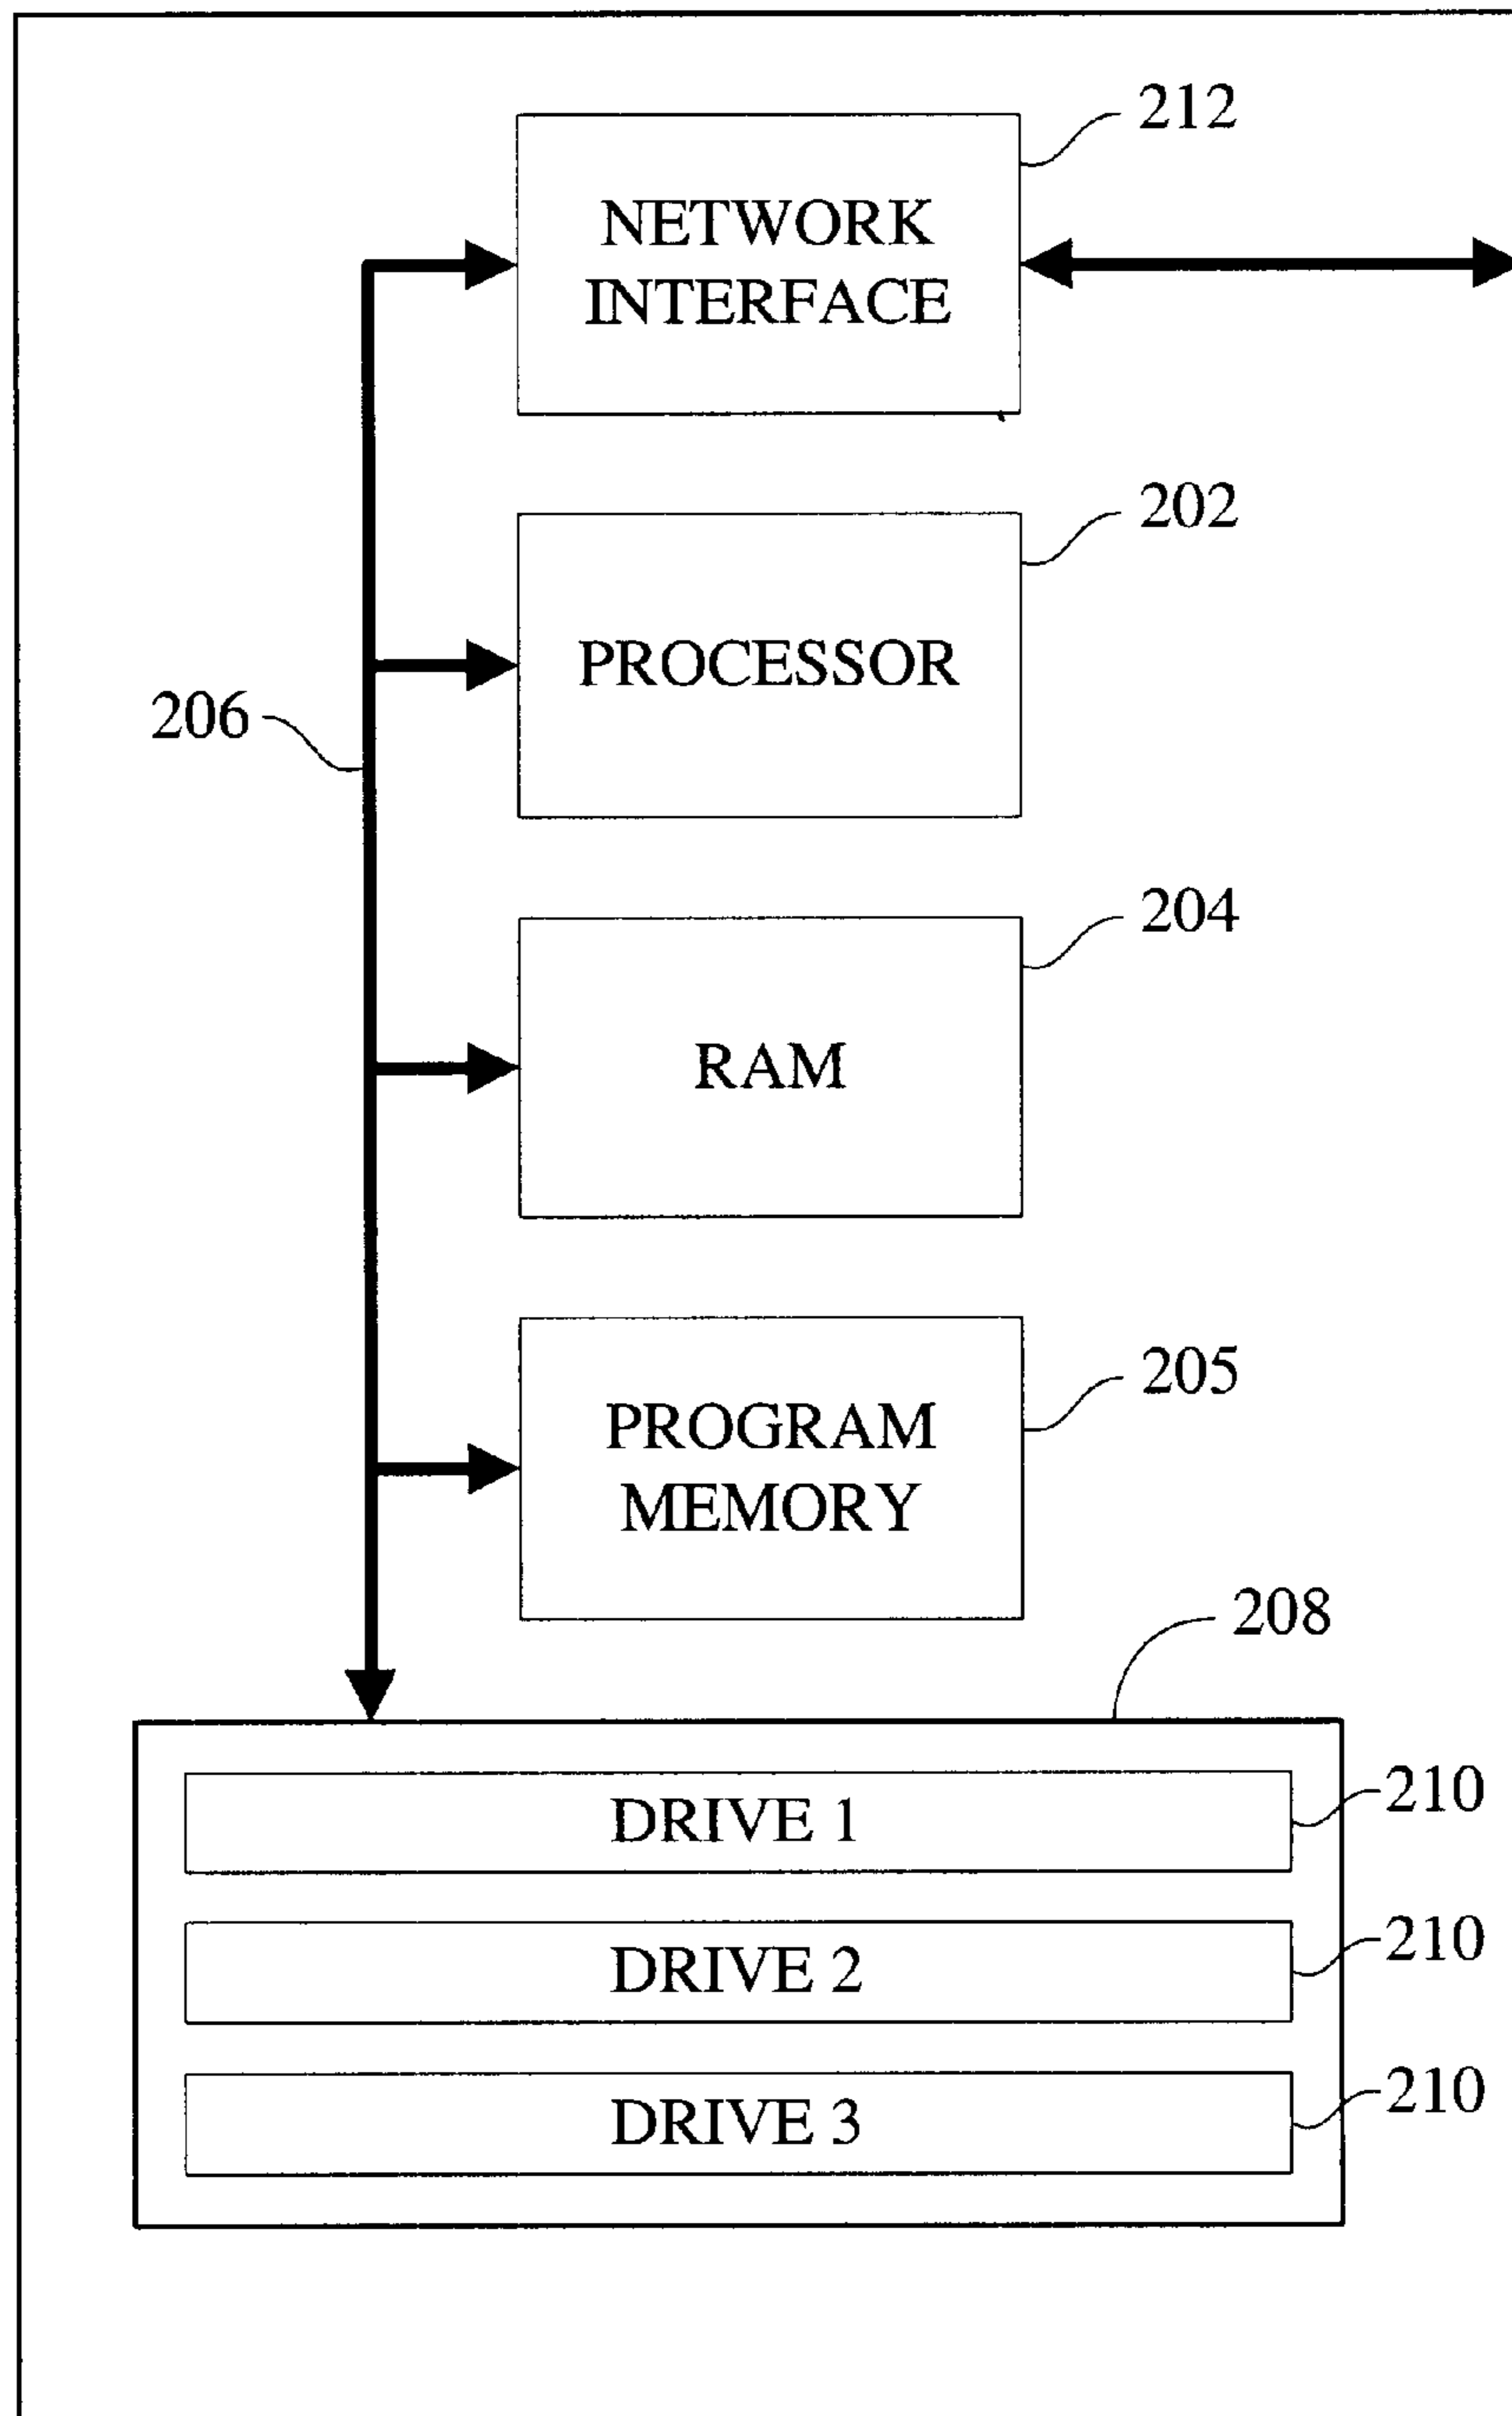 212
NETWORK
INTERFACE
202
PROCESSOR
206
204
RAM
205
PROGRAM
MEMORY
208
DRIVE 1
210
DRIVE 2
210
DRIVE 3
210